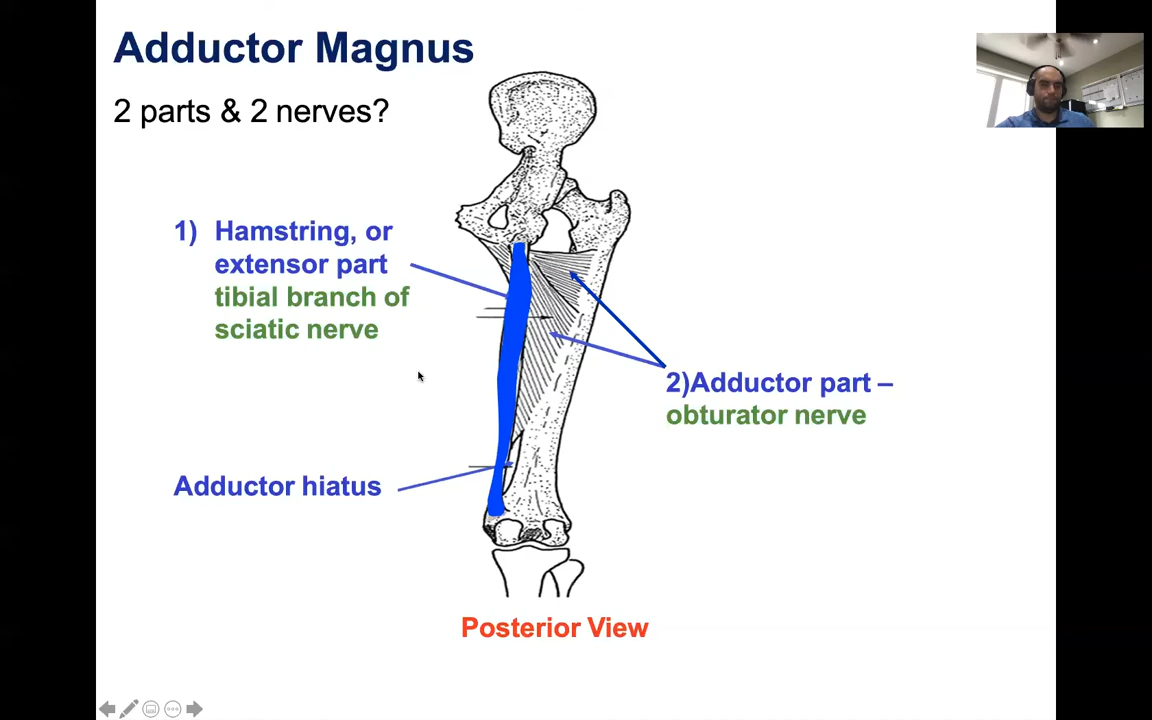 Adductor Magnus
2 parts & 2 nerves?
1) Hamstring, or
extensor part
tibial branch of
sciatic nerve
2)Adductor part –
obturator nerve
Adductor hiatus
Posterior View